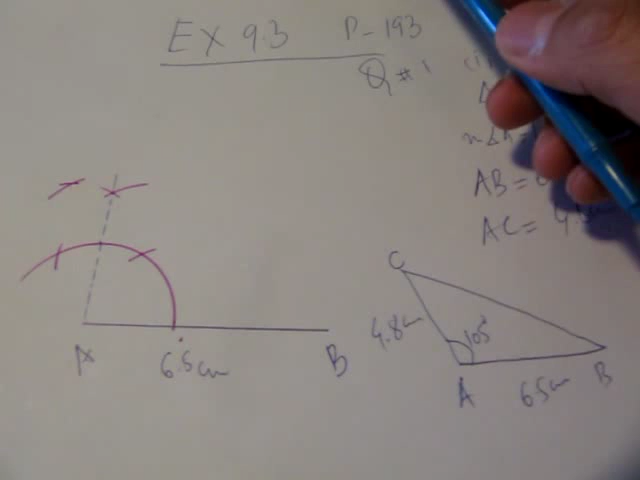 EX 9.3 P-193
Q #1
AB =
AC =
C
4.8cm
105°
A
6.5cm
B
A
6.5cm
B